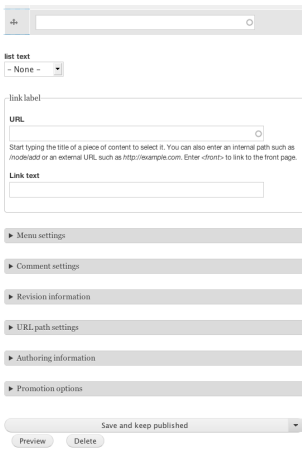 list text
- None -
link label
URL
Start typing the title of a piece of content to select it. You can also enter an internal path such as
/node/add or an external URL such as http://example.com. Enter <front> to link to the front page.
Link text
Menu settings
Comment settings
Revision information
URL path settings
Authoring information
Promotion options
Save and keep published
Preview Delete